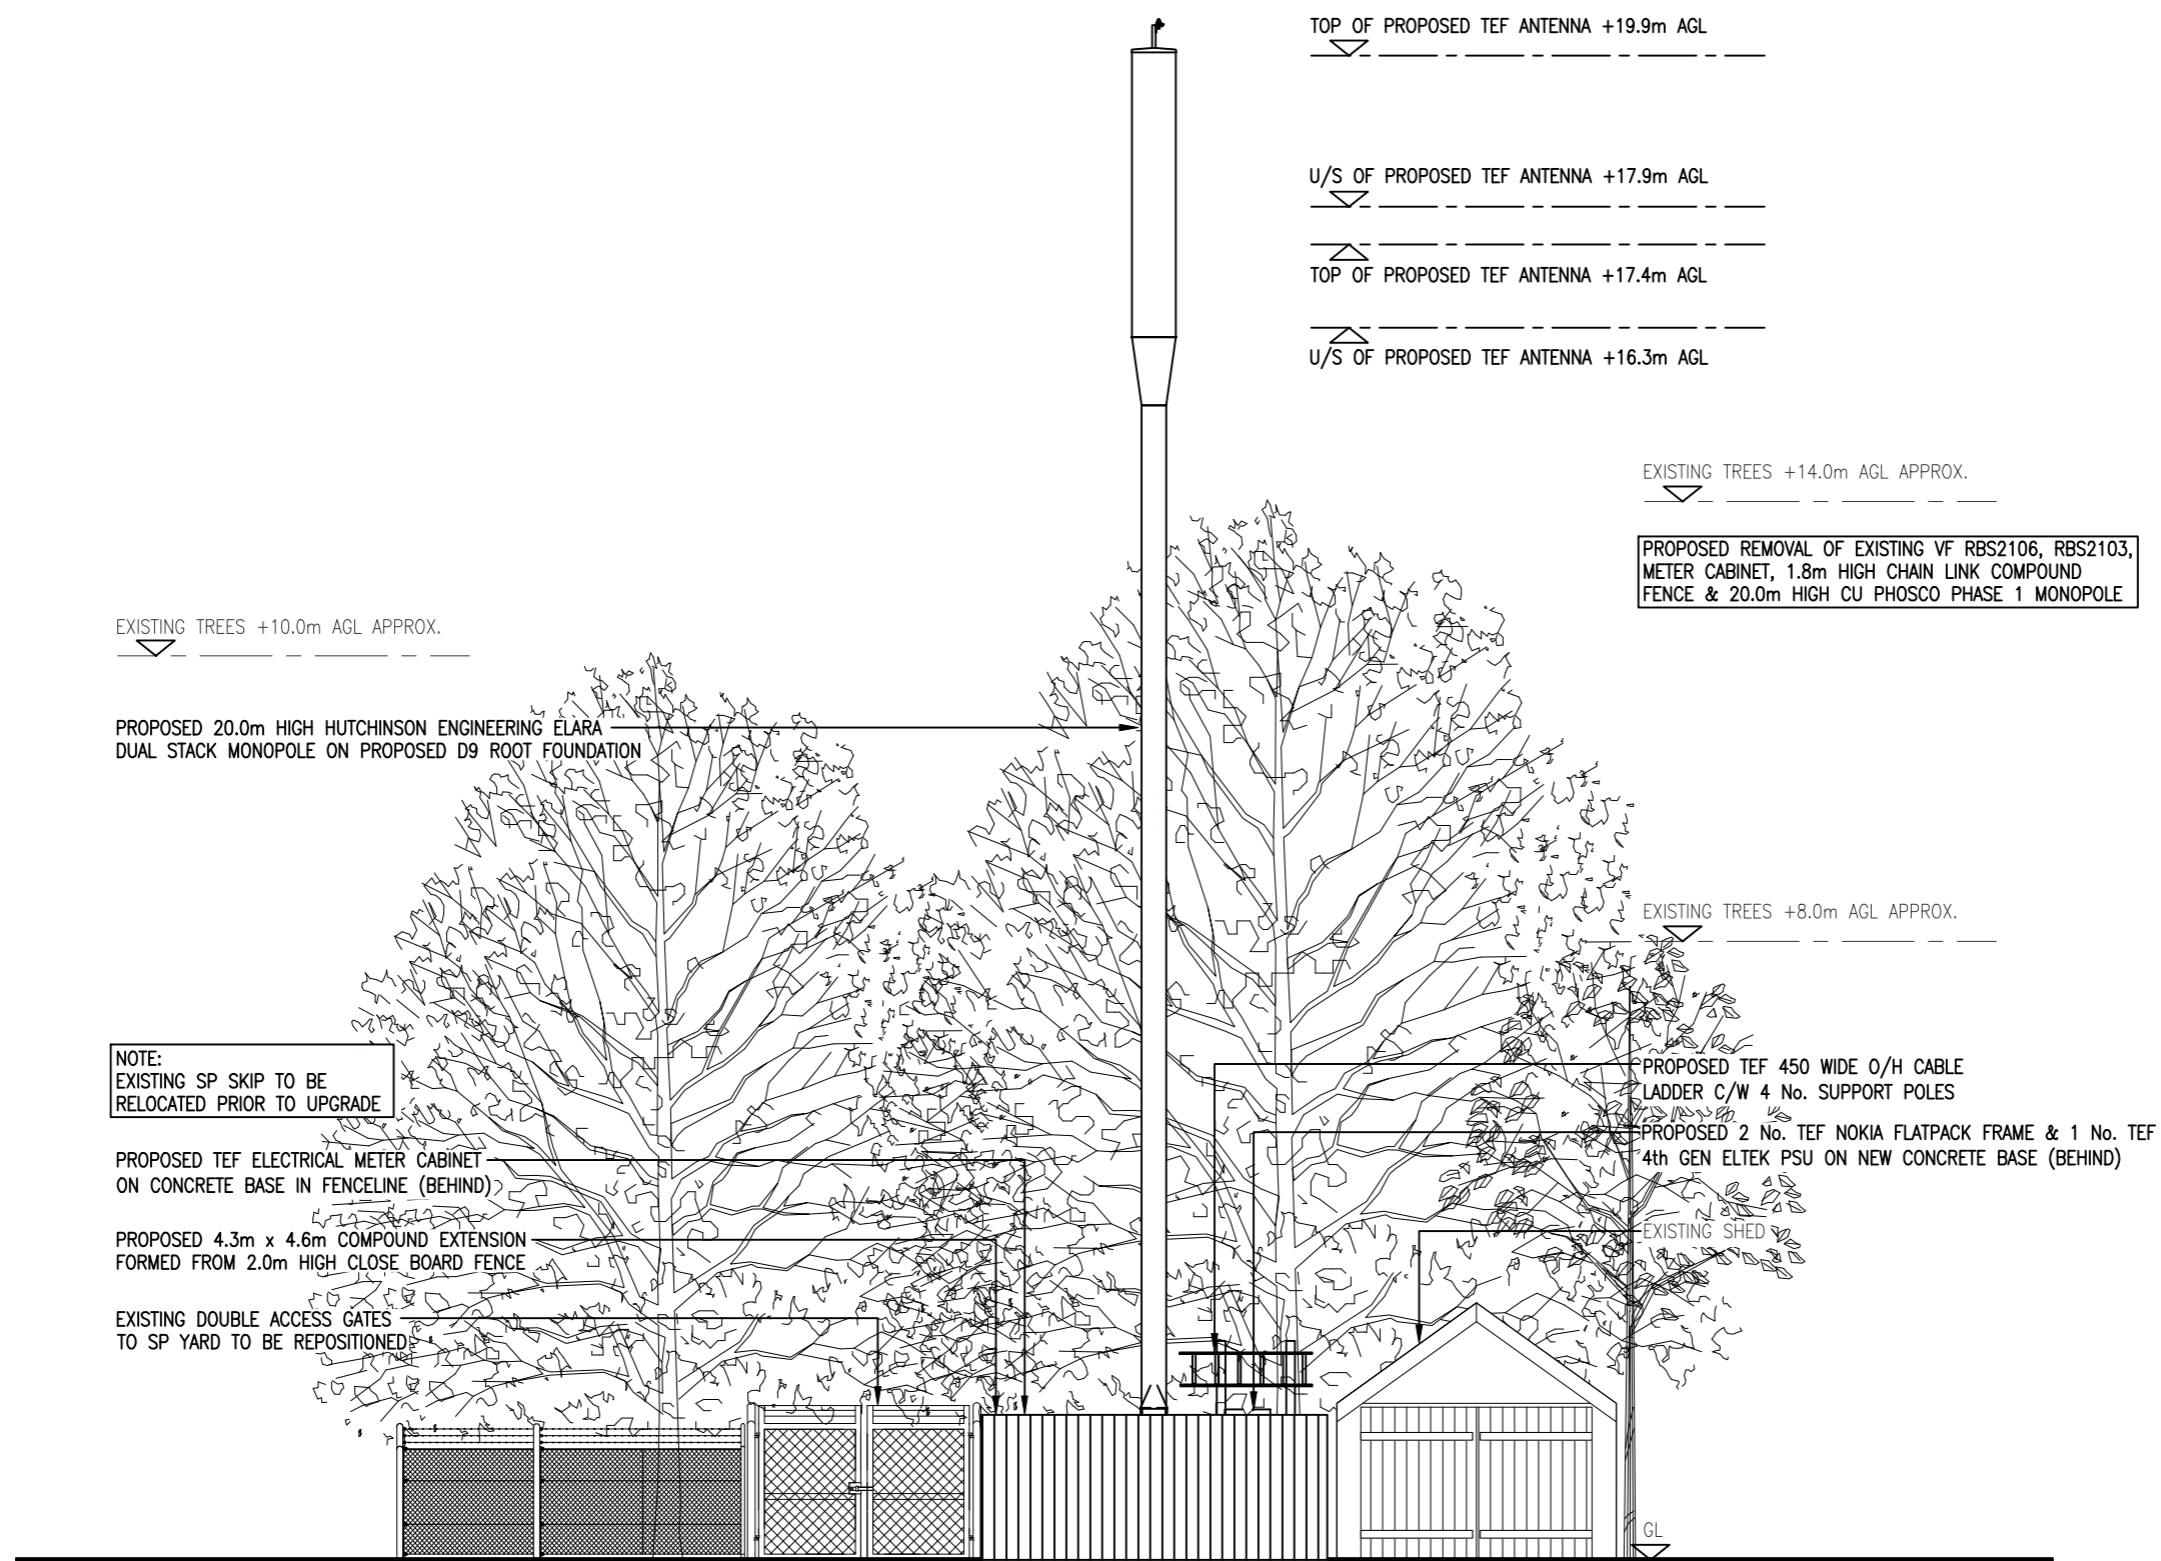 TOP OF PROPOSED TEF ANTENNA +19.9m AGL
U/S OF PROPOSED TEF ANTENNA +17.9m AGL
TOP OF PROPOSED TEF ANTENNA +17.4m AGL
U/S OF PROPOSED TEF ANTENNA +16.3m AGL
EXISTING TREES +14.0m AGL APPROX.
PROPOSED REMOVAL OF EXISTING VF RBS2106, RBS2103,
METER CABINET, 1.8m HIGH CHAIN LINK COMPOUND
FENCE & 20.0m HIGH CU PHOSCO PHASE 1 MONOPOLE
EXISTING TREES +10.0m AGL APPROX.
PROPOSED 20.0m HIGH HUTCHINSON ENGINEERING ELARA
DUAL STACK MONOPOLE ON PROPOSED D9 ROOT FOUNDATION
EXISTING TREES +8.0m AGL APPROX.
NOTE:
EXISTING SP SKIP TO BE
RELOCATED PRIOR TO UPGRADE
PROPOSED TEF 450 WIDE O/H CABLE
LADDER C/W 4 No. SUPPORT POLES
PROPOSED 2 No. TEF NOKIA FLATPACK FRAME & 1 No. TEF
4th GEN ELTEK PSU ON NEW CONCRETE BASE (BEHIND)
PROPOSED TEF ELECTRICAL METER CABINET
ON CONCRETE BASE IN FENCELINE (BEHIND)
EXISTING SHED
PROPOSED 4.3m x 4.6m COMPOUND EXTENSION
FORMED FROM 2.0m HIGH CLOSE BOARD FENCE
EXISTING DOUBLE ACCESS GATES
TO SP YARD TO BE REPOSITIONED
GL